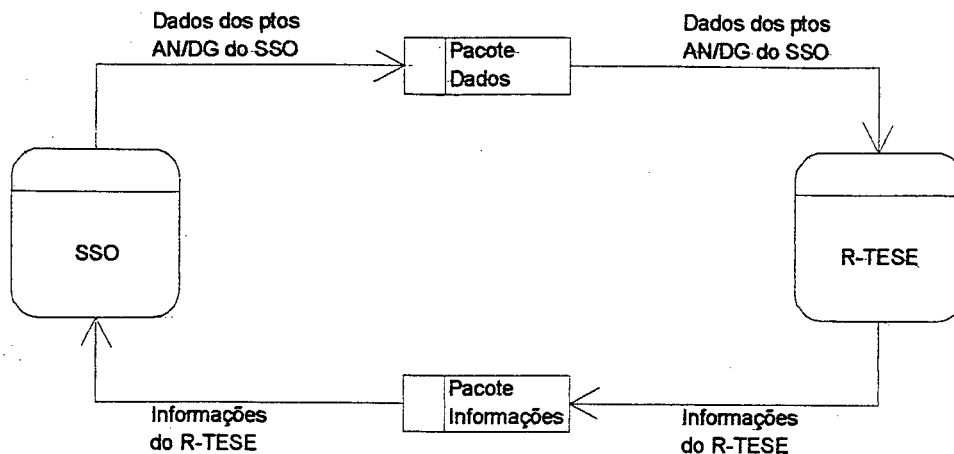 Dados dos ptos
AN/DG do SSO
Pacote
Dados
Dados dos ptos
AN/DG do SSO
SSO
R-TESE
Informações
do R-TESE
Pacote
Informações
Informações
do R-TESE